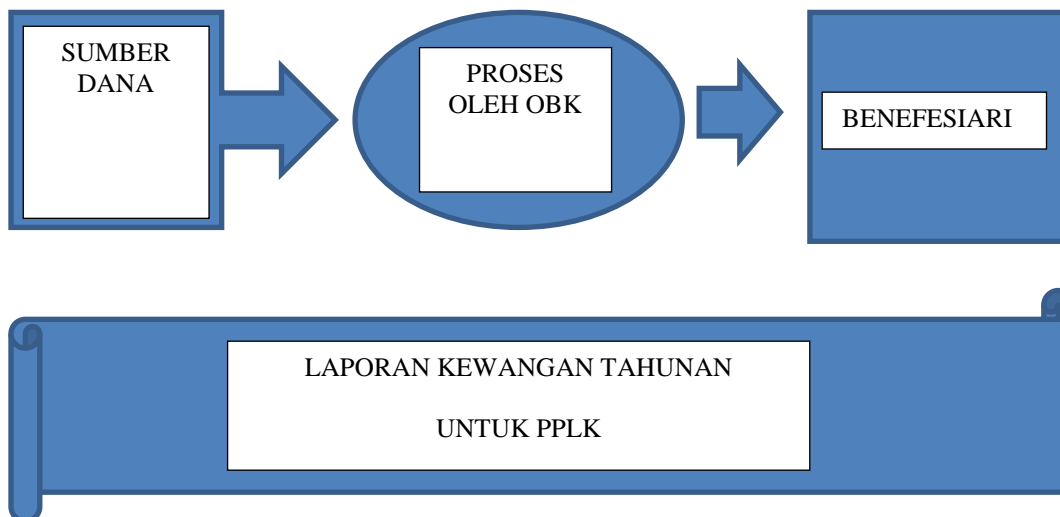 SUMBER
DANA
PROSES
OLEH OBK
BENEFESIARI
LAPORAN KEWANGAN TAHUNAN
UNTUK PPLK